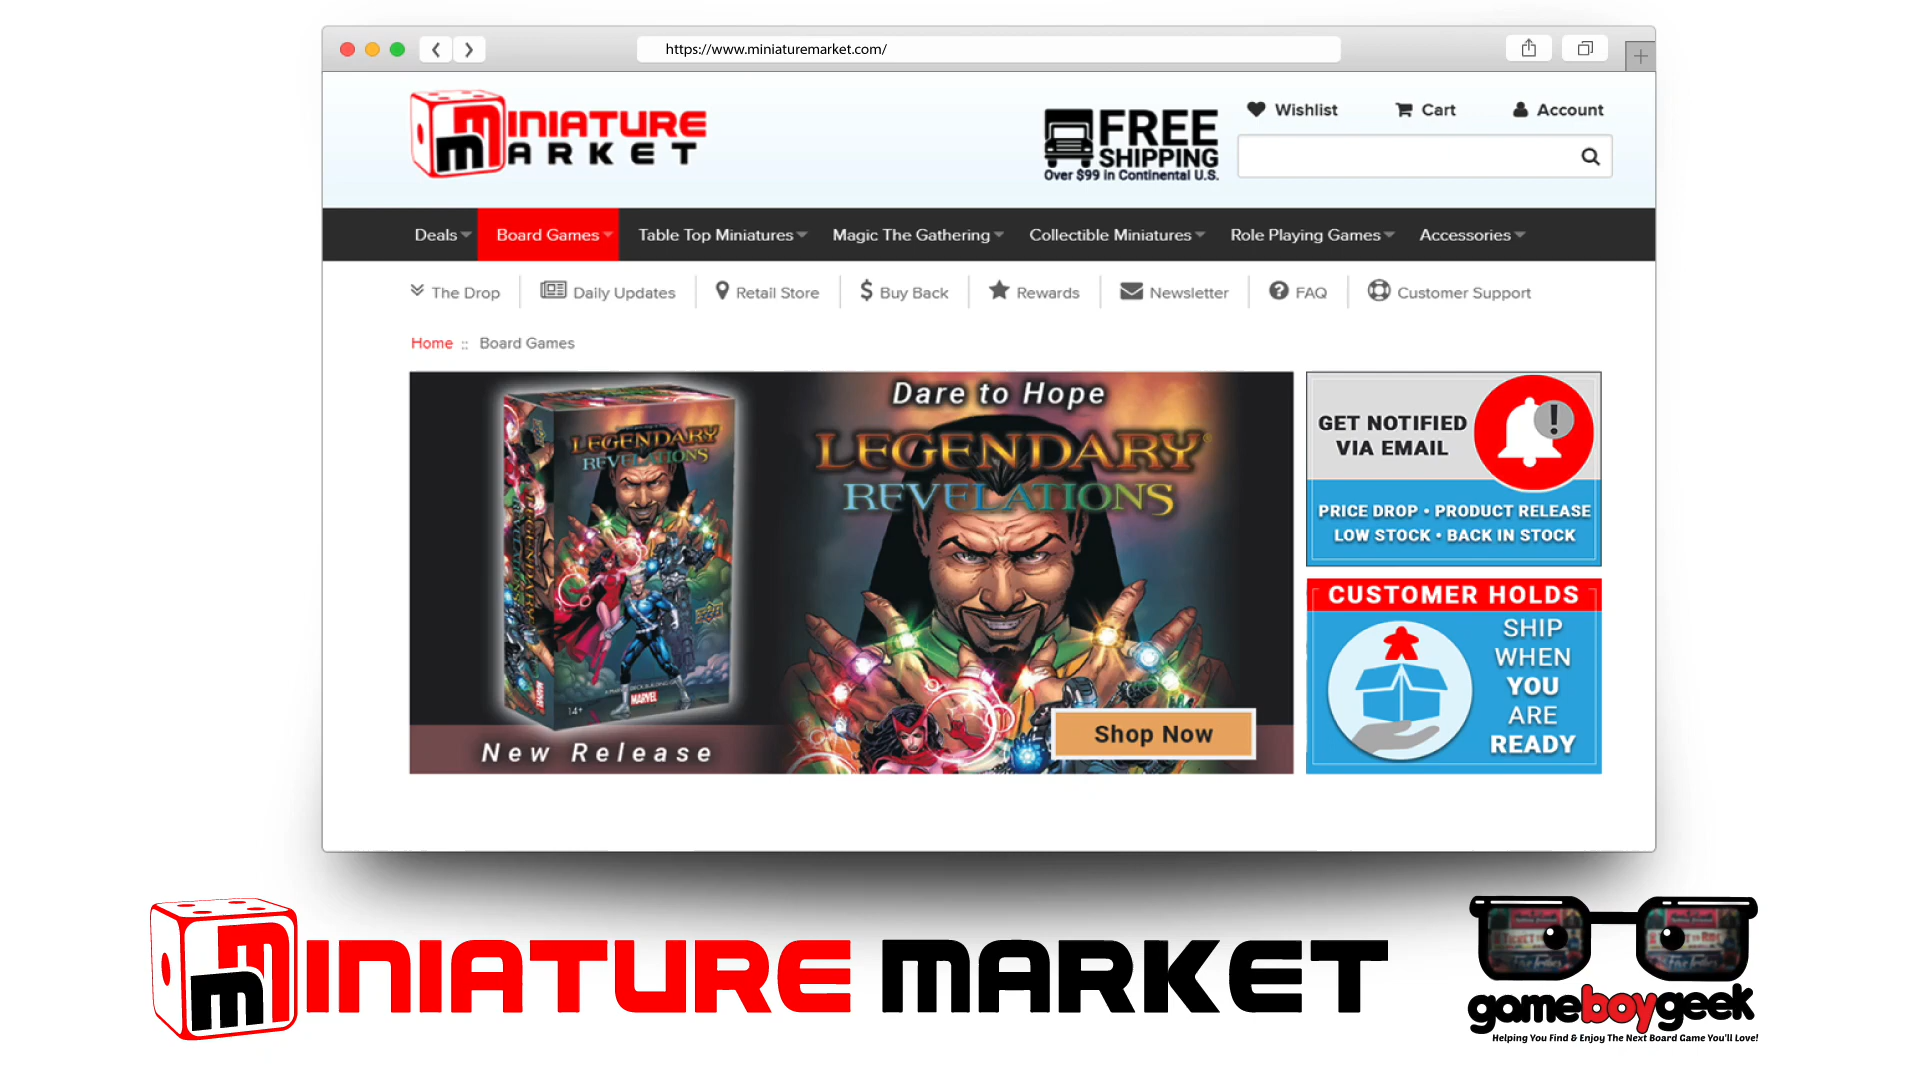 https://www.miniaturemarket.com/
MINIATURE
MARKET
FREE
SHIPPING
Over $99 in Continental U.S.
Wishlist
Cart
Account
Deals
Board Games
Table Top Miniatures
Magic The Gathering
Collectible Miniatures
Role Playing Games
Accessories
The Drop
Daily Updates
Retail Store
$ Buy Back
Rewards
Newsletter
? FAQ
Customer Support
Home :: Board Games
LEGENDARY
REVELATIONS
LEGENDARY
REVELATIONS
MARVEL
14+
MARVEL
New Release
Dare to Hope
LEGENDARY®
REVELATIONS
Shop Now
GET NOTIFIED
VIA EMAIL
!
PRICE DROP • PRODUCT RELEASE
LOW STOCK • BACK IN STOCK
CUSTOMER HOLDS
SHIP
WHEN
YOU
ARE
READY
MINIATURE MARKET
gameboygeek
Helping You Find & Enjoy The Next Board Game You'll Love!